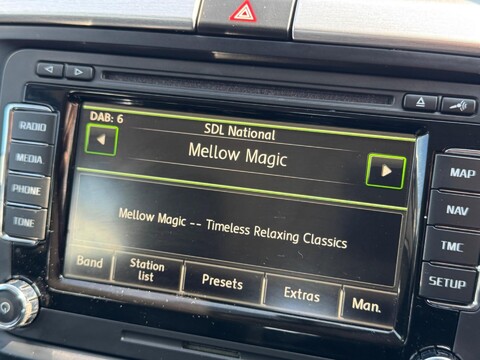 DAB: 6
SDL National
Mellow Magic
Mellow Magic -- Timeless Relaxing Classics
Band
Station
list
Presets
Extras
Man.
RADIO
MEDIA
PHONE
TONE
MAP
NAV
TMC
SETUP